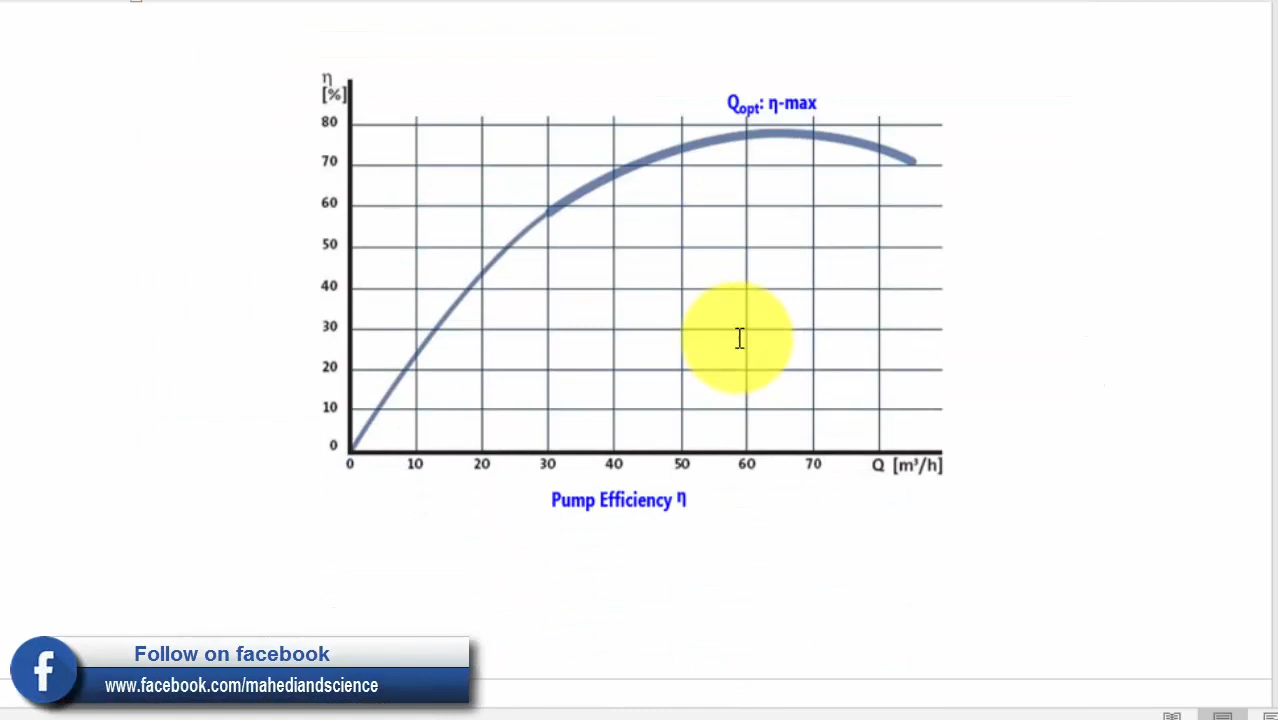 η
[%]
Qopt: η-max
80
70
60
50
40
30
20
10
0
0 10 20 30 40 50 60 70 Q [m³/h]
Pump Efficiency η
f
Follow on facebook
www.facebook.com/mahediandscience